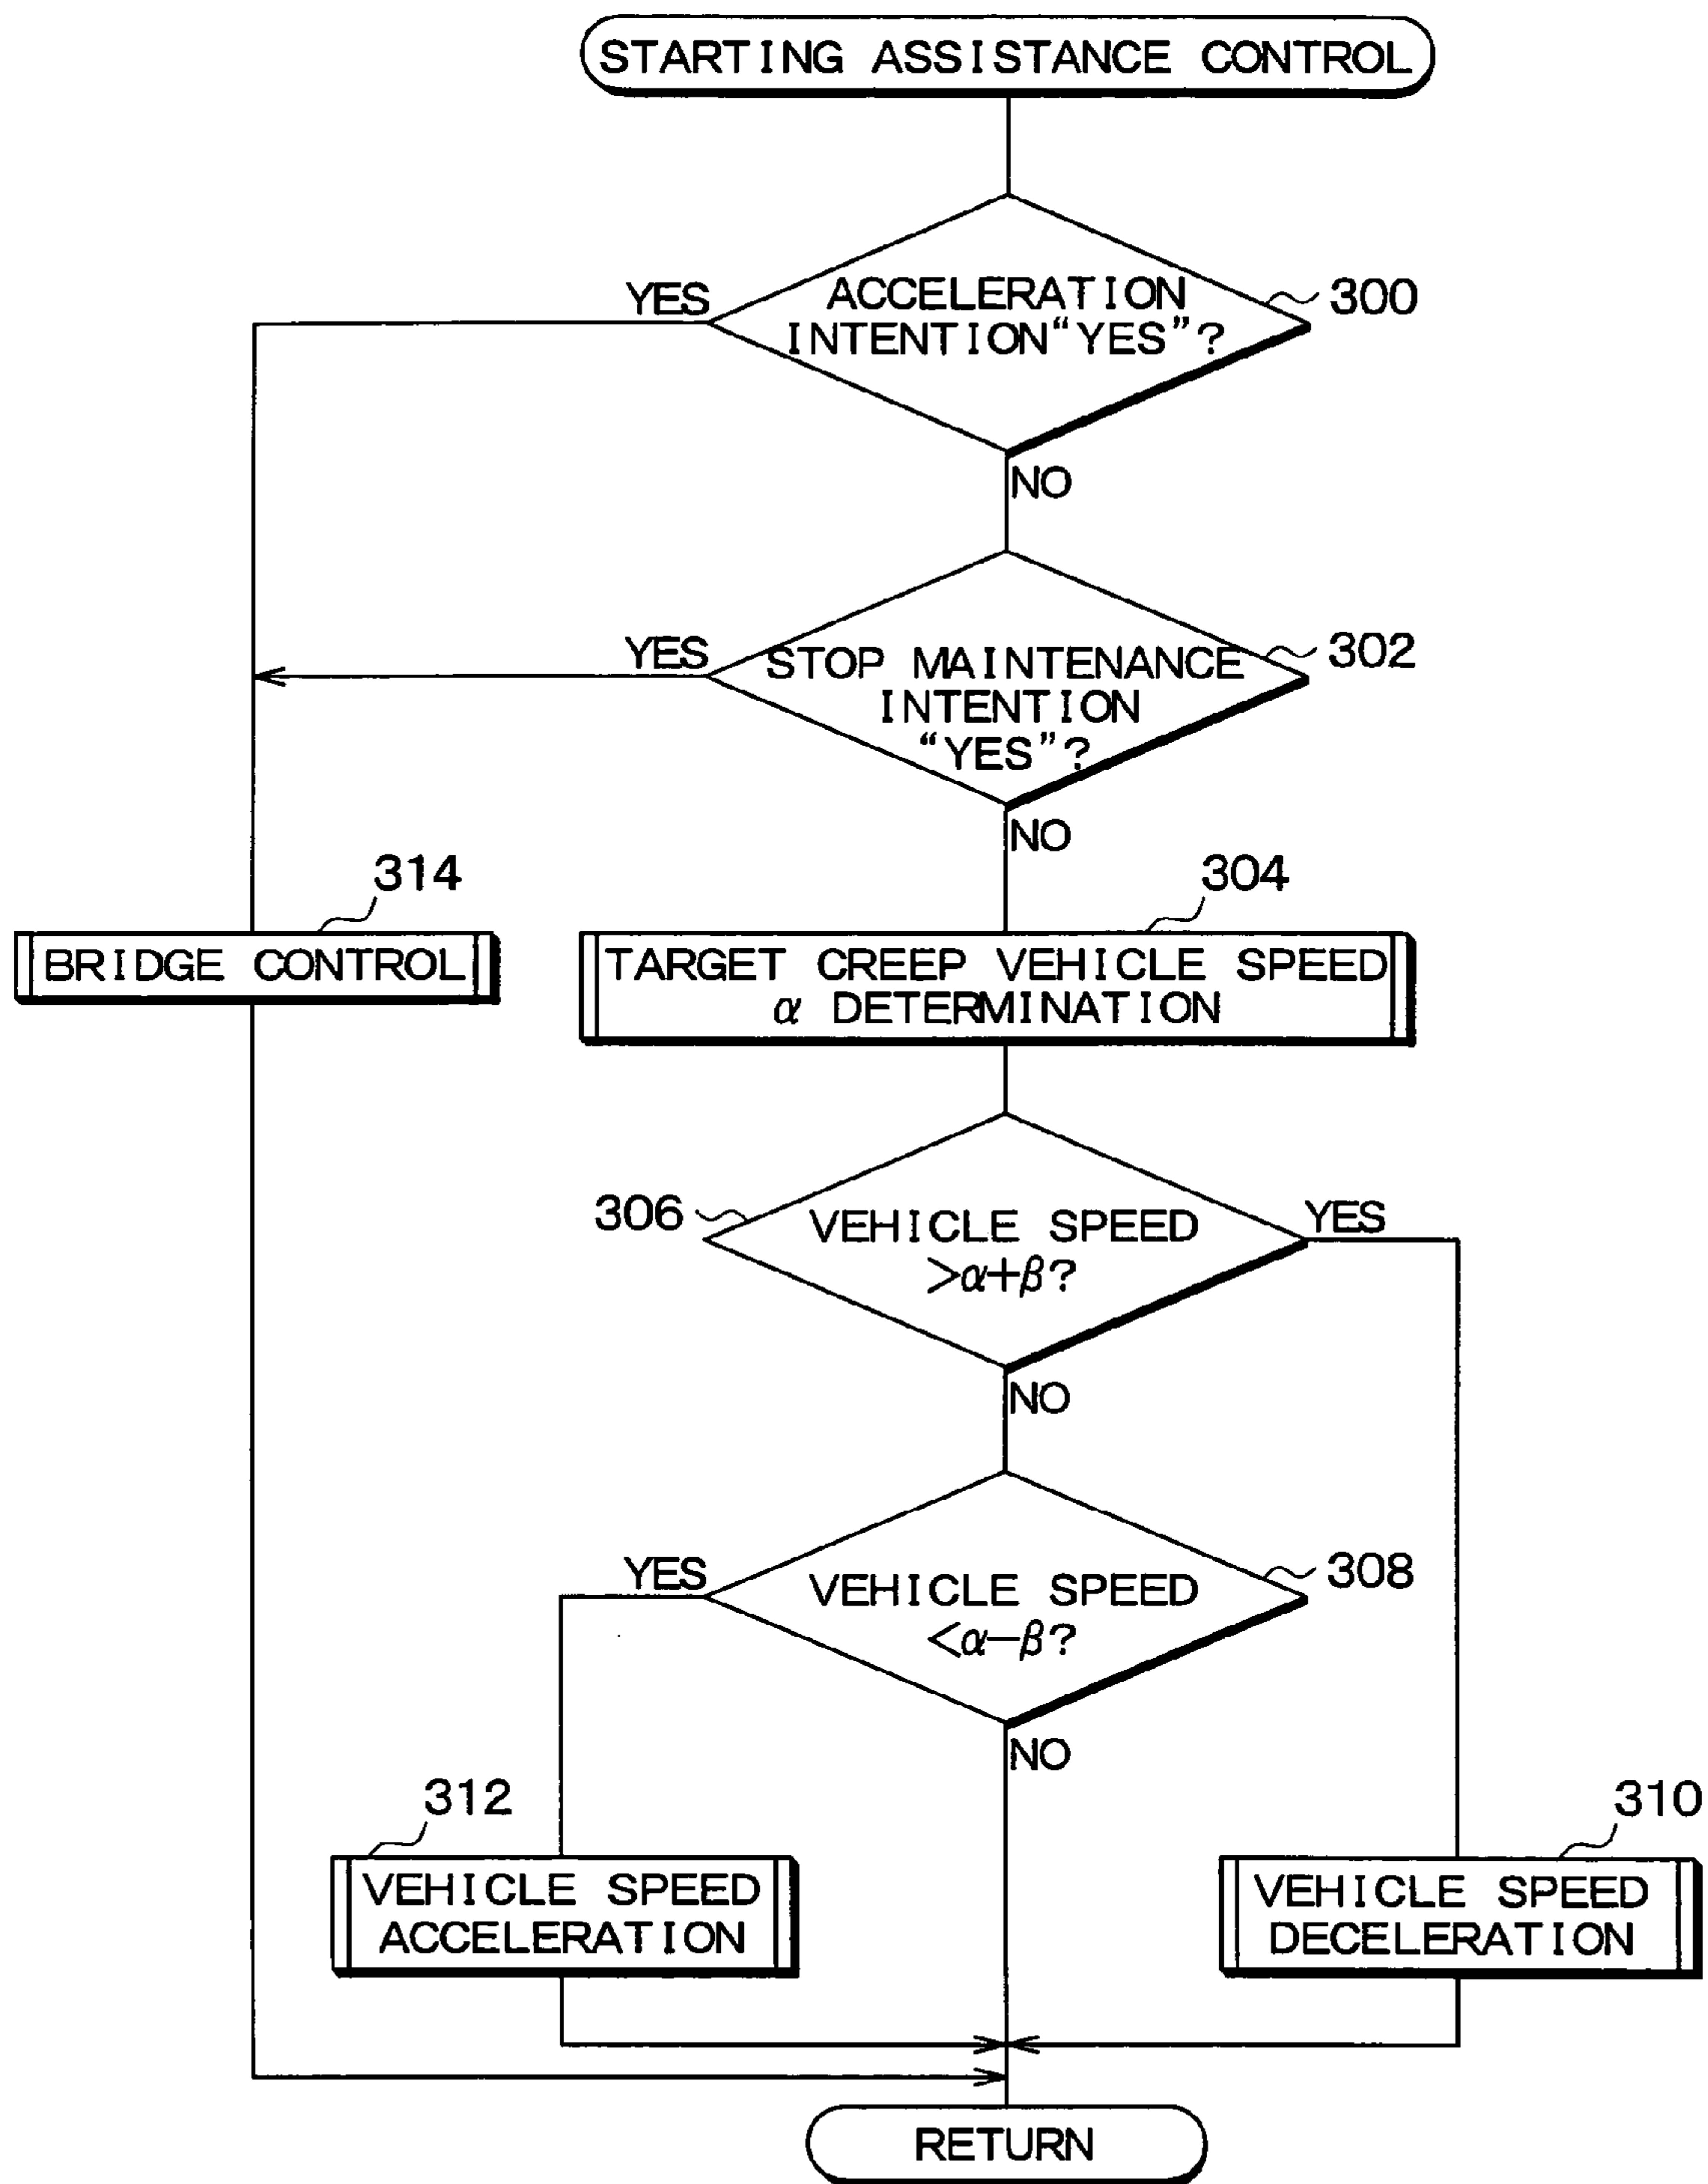 STARTING ASSISTANCE CONTROL
YES
ACCELERATION
INTENTION“YES”?
300
NO
YES
STOP MAINTENANCE
INTENTION
“YES”?
302
NO
314
BRIDGE CONTROL
304
TARGET CREEP VEHICLE SPEED
α DETERMINATION
306
VEHICLE SPEED
>α+β?
YES
NO
YES
VEHICLE SPEED
<α−β?
308
NO
312
VEHICLE SPEED
ACCELERATION
310
VEHICLE SPEED
DECELERATION
RETURN